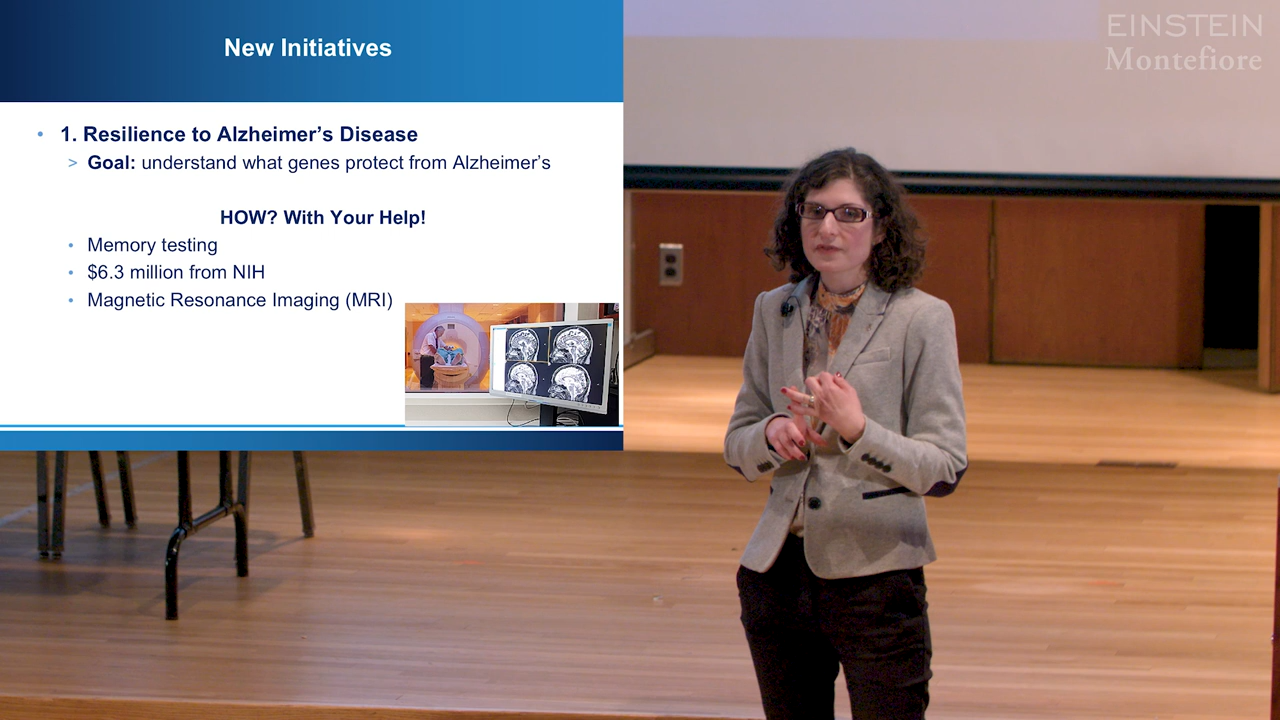 New Initiatives
• 1. Resilience to Alzheimer’s Disease
> Goal: understand what genes protect from Alzheimer’s
HOW? With Your Help!
• Memory testing
• $6.3 million from NIH
• Magnetic Resonance Imaging (MRI)
EINSTEIN
Montefiore